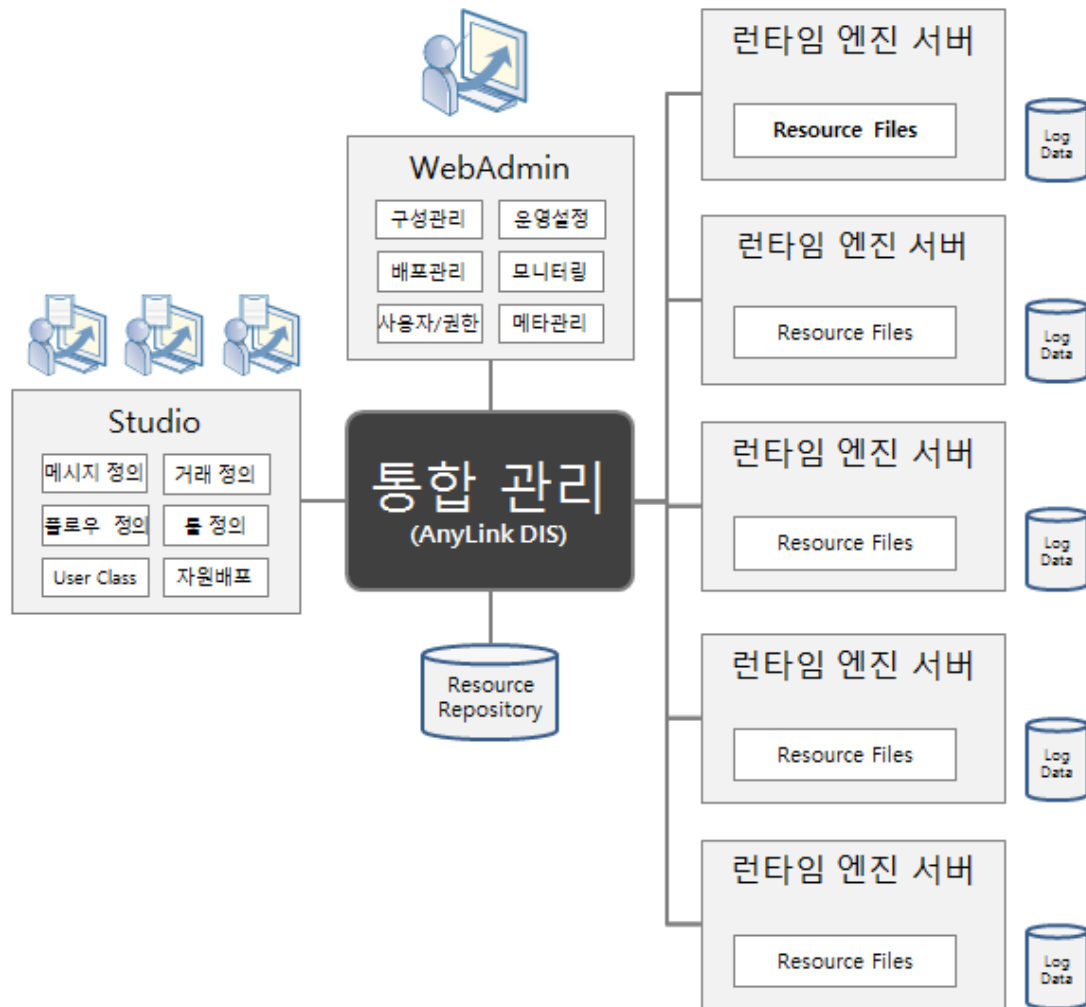 WebAdmin
구성관리
운영설정
배포관리
모니터링
사용자/권한
메타관리
Studio
메시지 정의
거래 정의
플로우 정의
룰 정의
User Class
자원배포
통합 관리
(AnyLink DIS)
Resource
Repository
런타임 엔진 서버
Resource Files
Log
Data
런타임 엔진 서버
Resource Files
Log
Data
런타임 엔진 서버
Resource Files
Log
Data
런타임 엔진 서버
Resource Files
Log
Data
런타임 엔진 서버
Resource Files
Log
Data